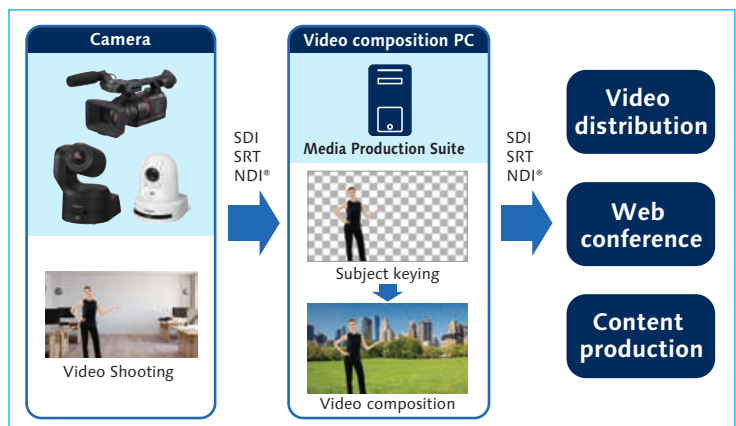 Camera
Video Shooting
SDI
SRT
NDI®
Video composition PC
Media Production Suite
Subject keying
Video composition
SDI
SRT
NDI®
Video
distribution
Web
conference
Content
production